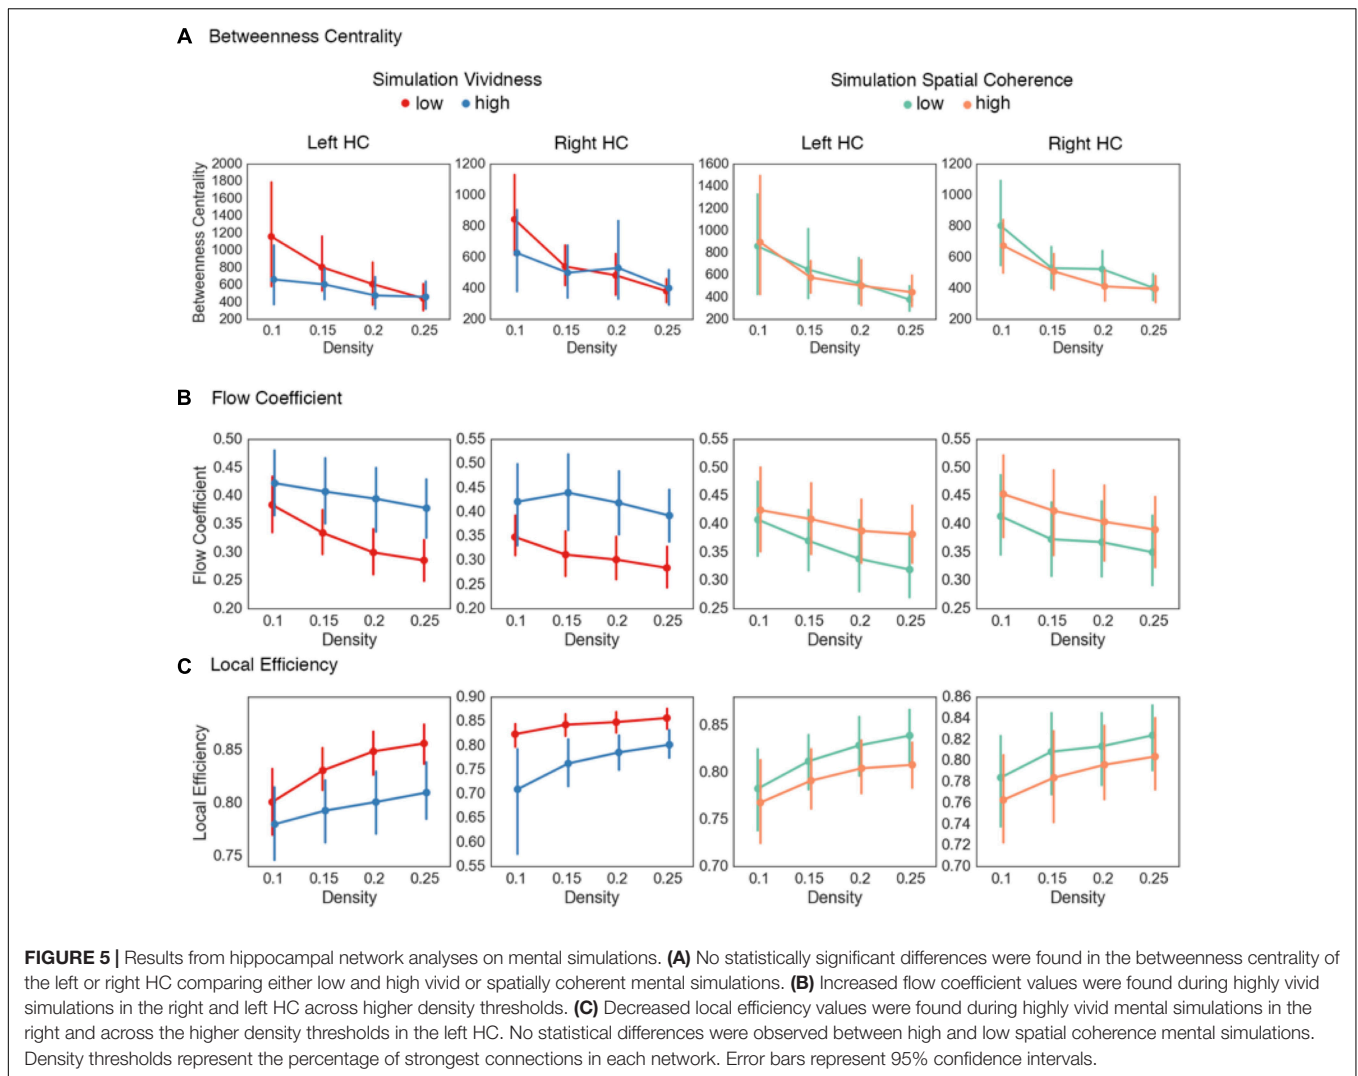 A Betweenness Centrality
Simulation Vividness
low high
Simulation Spatial Coherence
low high
Left HC
Right HC
Left HC
Right HC
Betweenness Centrality
2000
1800
1600
1400
1200
1000
800
600
400
200
0.1 0.15 0.2 0.25
Density
1200
1000
800
600
400
200
0.1 0.15 0.2 0.25
Density
1600
1400
1200
1000
800
600
400
200
0.1 0.15 0.2 0.25
Density
1200
1000
800
600
400
200
0.1 0.15 0.2 0.25
Density
B Flow Coefficient
Flow Coefficient
0.50
0.45
0.40
0.35
0.30
0.25
0.20
0.1 0.15 0.2 0.25
Density
0.55
0.50
0.45
0.40
0.35
0.30
0.25
0.20
0.1 0.15 0.2 0.25
Density
0.55
0.50
0.45
0.40
0.35
0.30
0.25
0.1 0.15 0.2 0.25
Density
0.55
0.50
0.45
0.40
0.35
0.30
0.25
0.1 0.15 0.2 0.25
Density
C Local Efficiency
Local Efficiency
0.85
0.80
0.75
0.1 0.15 0.2 0.25
Density
0.90
0.85
0.80
0.75
0.70
0.65
0.60
0.55
0.1 0.15 0.2 0.25
Density
0.85
0.80
0.75
0.70
0.1 0.15 0.2 0.25
Density
0.86
0.84
0.82
0.80
0.78
0.76
0.74
0.72
0.70
0.1 0.15 0.2 0.25
Density
FIGURE 5 | Results from hippocampal network analyses on mental simulations. (A) No statistically significant differences were found in the betweenness centrality of
the left or right HC comparing either low and high vivid or spatially coherent mental simulations. (B) Increased flow coefficient values were found during highly vivid
simulations in the right and left HC across higher density thresholds. (C) Decreased local efficiency values were found during highly vivid mental simulations in the
right and across the higher density thresholds in the left HC. No statistical differences were observed between high and low spatial coherence mental simulations.
Density thresholds represent the percentage of strongest connections in each network. Error bars represent 95% confidence intervals.